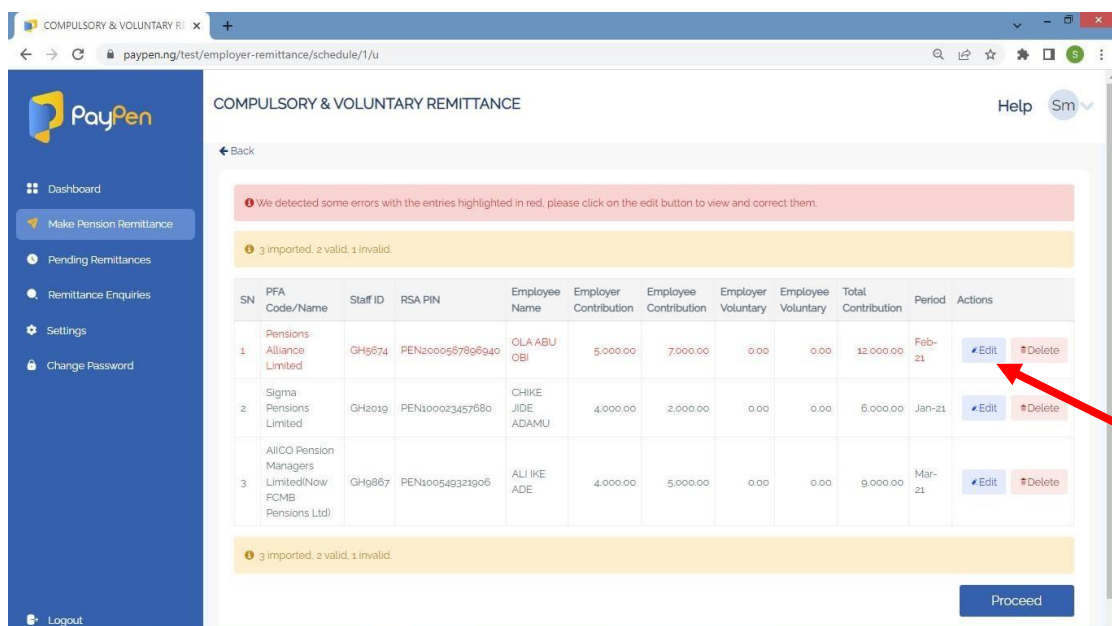 COMPULSORY & VOLUNTARY RE
paypen.ng/test/employer-remittance/schedule/1/u
S
PayPen
COMPULSORY & VOLUNTARY REMITTANCE
Help
Sm
Back
Dashboard
Make Pension Remittance
Pending Remittances
Remittance Enquiries
Settings
Change Password
Logout
We detected some errors with the entries highlighted in red, please click on the edit button to view and correct them.
3 imported, 2 valid, 1 invalid.
SN PFA Code/Name Staff ID RSA PIN Employee Name Employer Contribution Employee Contribution Employer Voluntary Employee Voluntary Total Contribution Period Actions
1 Pensions Alliance Limited GH5674 PEN2000567896940 OLA ABU OBI 5,000.00 7,000.00 0.00 0.00 12,000.00 Feb-21 Edit Delete
2 Sigma Pensions Limited GH2019 PEN100023457680 CHIKE JIDE ADAMU 4,000.00 2,000.00 0.00 0.00 6,000.00 Jan-21 Edit Delete
3 AIICO Pension Managers Limited(Now FCMB Pensions Ltd) GH9867 PEN100549321906 ALI IKE ADE 4,000.00 5,000.00 0.00 0.00 9,000.00 Mar-21 Edit Delete
3 imported, 2 valid, 1 invalid.
Proceed